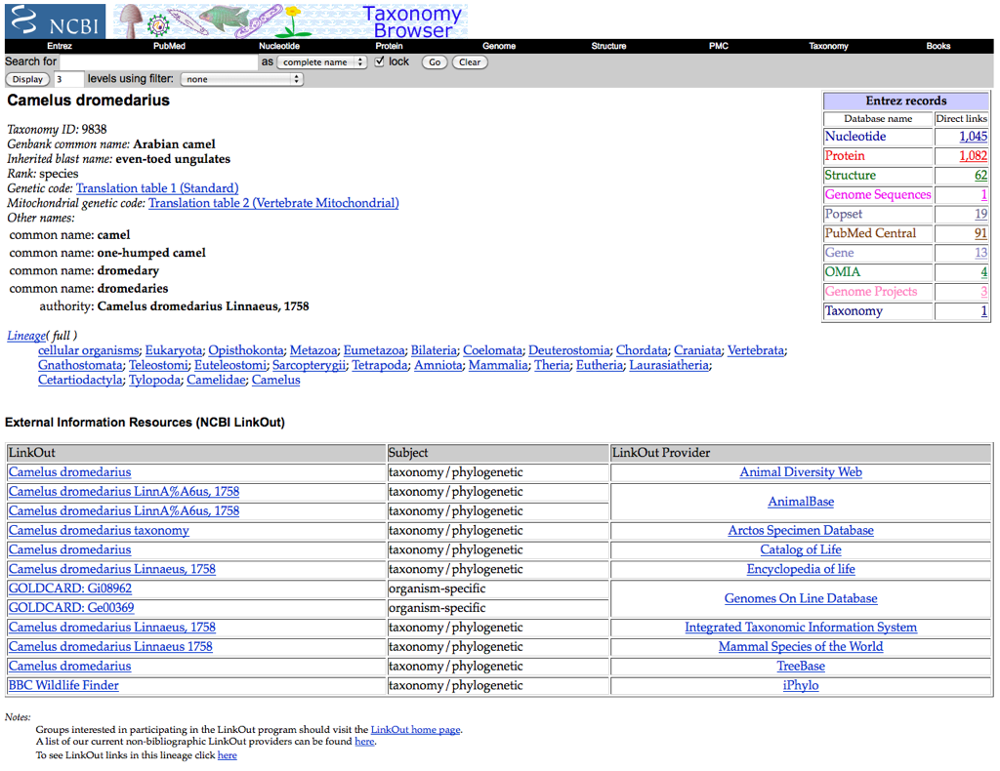 NCBI
Taxonomy
Browser
Entrez PubMed Nucleotide Protein Genome Structure PMC Taxonomy Books
Search for as complete name lock Go Clear
Display 3 levels using filter: none
Camelus dromedarius
Taxonomy ID: 9838
Genbank common name: Arabian camel
Inherited blast name: even-toed ungulates
Rank: species
Genetic code: Translation table 1 (Standard)
Mitochondrial genetic code: Translation table 2 (Vertebrate Mitochondrial)
Other names:
common name: camel
common name: one-humped camel
common name: dromedary
common name: dromedaries
authority: Camelus dromedarius Linnaeus, 1758
Entrez records
Database name Direct links
Nucleotide 1,045
Protein 1,082
Structure 62
Genome Sequences 1
Popset 19
PubMed Central 91
Gene 13
OMIA 4
Genome Projects 3
Taxonomy 1
Lineage( full )
cellular organisms; Eukaryota; Opisthokonta; Metazoa; Eumetazoa; Bilateria; Coelomata; Deuterostomia; Chordata; Craniata; Vertebrata;
Gnathostomata; Teleostomi; Euteleostomi; Sarcopterygii; Tetrapoda; Amniota; Mammalia; Theria; Eutheria; Laurasiatheria;
Cetartiodactyla; Tylopoda; Camelidae; Camelus
External Information Resources (NCBI LinkOut)
LinkOut Subject LinkOut Provider
Camelus dromedarius taxonomy/phylogenetic Animal Diversity Web
Camelus dromedarius LinnA%A6us, 1758 taxonomy/phylogenetic AnimalBase
Camelus dromedarius LinnA%A6us, 1758 taxonomy/phylogenetic
Camelus dromedarius taxonomy taxonomy/phylogenetic Arctos Specimen Database
Camelus dromedarius taxonomy/phylogenetic Catalog of Life
Camelus dromedarius Linnaeus, 1758 taxonomy/phylogenetic Encyclopedia of life
GOLDCARD: Gi08962 organism-specific Genomes On Line Database
GOLDCARD: Ge00369 organism-specific
Camelus dromedarius Linnaeus, 1758 taxonomy/phylogenetic Integrated Taxonomic Information System
Camelus dromedarius Linnaeus 1758 taxonomy/phylogenetic Mammal Species of the World
Camelus dromedarius taxonomy/phylogenetic TreeBase
BBC Wildlife Finder taxonomy/phylogenetic iPhylo
Notes:
Groups interested in participating in the LinkOut program should visit the LinkOut home page.
A list of our current non-bibliographic LinkOut providers can be found here.
To see LinkOut links in this lineage click here